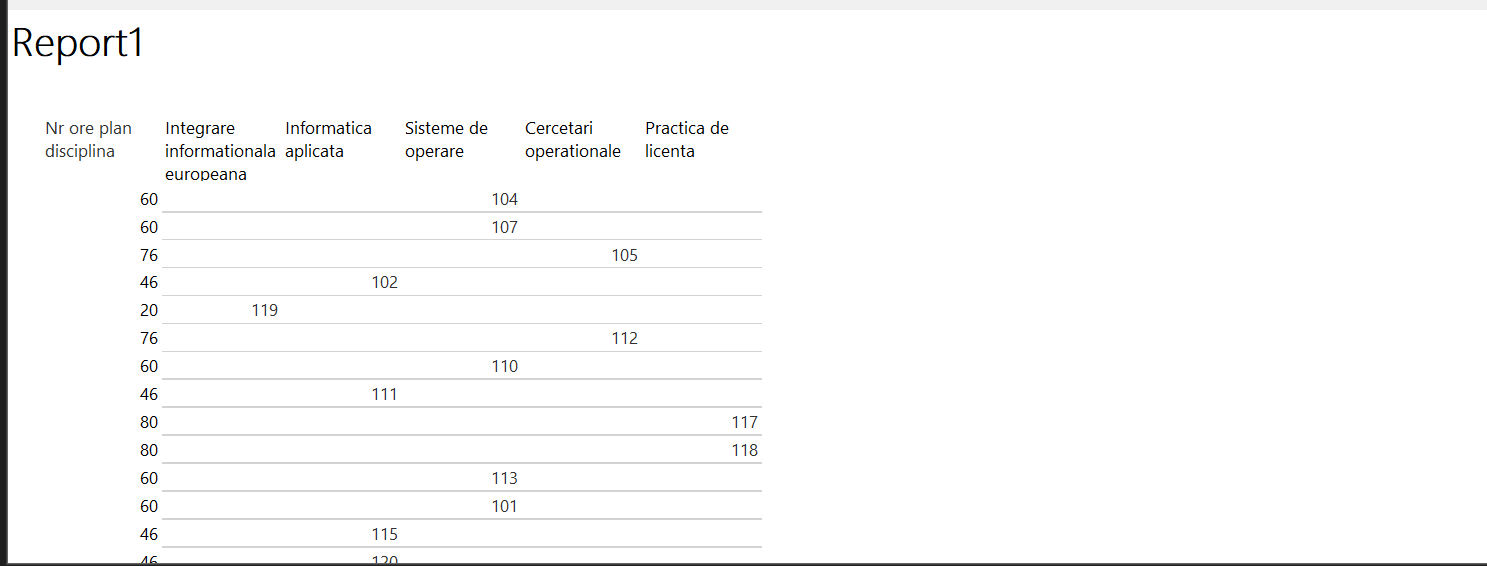 Report1
Nr ore plan disciplina
Integrare informationala europeana
Informatica aplicata
Sisteme de operare
Cercetari operationale
Practica de licenta
60 104
60 107
76 105
46 102
20 119
76 112
60 110
46 111
80 117
80 118
60 113
60 101
46 115
46 120